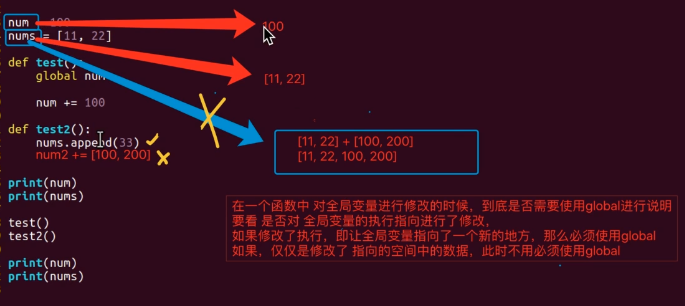 num = 100
100
nums = [11, 22]
[11, 22]
def test():
global num
num += 100
def test2():
nums.append(33)
num2 += [100, 200]
[11, 22] + [100, 200]
[11, 22, 100, 200]
print(num)
print(nums)
test()
test2()
print(num)
print(nums)
在一个函数中 对全局变量进行修改的时候，到底是否需要使用global进行说明
要看 是否对 全局变量的执行指向进行了修改，
如果修改了执行，即让全局变量指向了一个新的地方，那么必须使用global
如果，仅仅是修改了 指向的空间中的数据，此时不用必须使用global